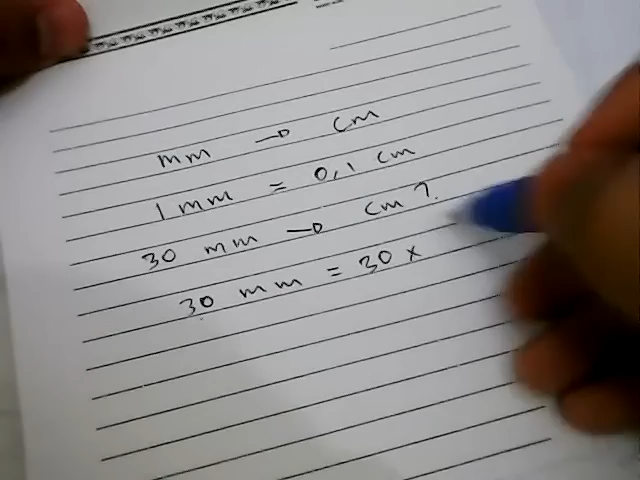 mm → cm
1 mm = 0,1 cm
30 mm → cm?
30 mm = 30 x